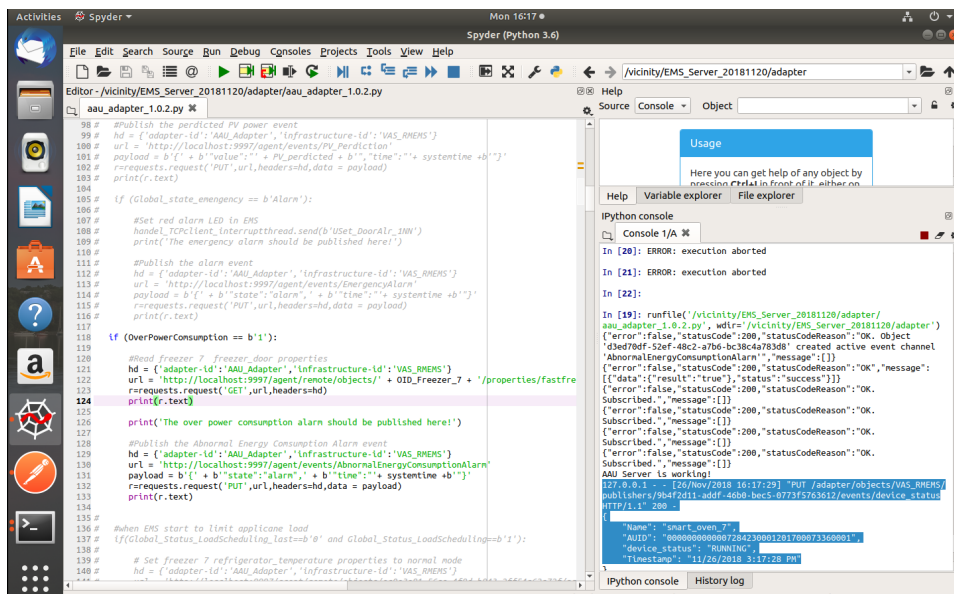 Activities Spyder Mon 16:17
Spyder (Python 3.6)
File Edit Search Source Run Debug Consoles Projects Tools View Help
/vicinity/EMS_Server_20181120/adapter
Editor - /vicinity/EMS_Server_20181120/adapter/aau_adapter_1.0.2.py
aau_adapter_1.0.2.py
98 # #Publish the perdicted PV power event
99 # hd = {'adapter-id':'AAU_Adapter','infrastructure-id':'VAS_RMEMS'}
100 # url = 'http://localhost:9997/agent/events/PV_Perdiction'
101 # payload = b'{' + b'"value":"' + PV_perdicted + b'","time":"'+ systemtime +b'"}'
102 # r=requests.request('PUT',url,headers=hd,data = payload)
103 # print(r.text)
104
105 # if (Global_state_emengency == b'Alarm'):
106 #
107 # #Set red alarm LED in EMS
108 # handel_TCPclient_interruptthread.send(b'USet_DoorAlr_1NN')
109 # print('The emergency alarm should be published here!')
110 #
111 # #Publish the alarm event
112 # hd = {'adapter-id':'AAU_Adapter','infrastructure-id':'VAS_RMEMS'}
113 # url = 'http://localhost:9997/agent/events/EmergencyAlarm'
114 # payload = b'{' + b'"state":"alarm",' + b'"time":"'+ systemtime +b'"}'
115 # r=requests.request('PUT',url,headers=hd,data = payload)
116 # print(r.text)
117
118 if (OverPowerComsumption == b'1'):
119
120 #Read freezer 7 freezer_door properties
121 hd = {'adapter-id':'AAU_Adapter','infrastructure-id':'VAS_RMEMS'}
122 url = 'http://localhost:9997/agent/remote/objects/' + OID_Freezer_7 + '/properties/fastfre
123 r=requests.request('GET',url,headers=hd)
124 print(r.text)
125
126 print('The over power comsumption alarm should be published here!')
127
128 #Publish the Abnormal Energy Comsumption Alarm event
129 hd = {'adapter-id':'AAU_Adapter','infrastructure-id':'VAS_RMEMS'}
130 url = 'http://localhost:9997/agent/events/AbnormalEnergyComsumptionAlarm'
131 payload = b'{' + b'"state":"alarm",' + b'"time":"'+ systemtime +b'"}'
132 r=requests.request('PUT',url,headers=hd,data = payload)
133 print(r.text)
134
135 #
136 # #when EMS start to limit applicane load
137 # if(Global_Status_LoadScheduling_last==b'0' and Global_Status_LoadScheduling==b'1'):
138 #
139 # # Set freezer 7 refrigerator_temperature properties to normal mode
140 # hd = {'adapter-id':'AAU_Adapter','infrastructure-id':'VAS_RMEMS'}
Help
Source Console Object
Usage
Here you can get help of any object by
pressing Ctrl+I in front of it, either on
Help Variable explorer File explorer
IPython console
Console 1/A
In [20]: ERROR: execution aborted
In [21]: ERROR: execution aborted
In [22]:
In [19]: runfile('/vicinity/EMS_Server_20181120/adapter/
aau_adapter_1.0.2.py', wdir='/vicinity/EMS_Server_20181120/adapter')
{"error":false,"statusCode":200,"statusCodeReason":"OK. Object
'd3ed70df-52ef-48c2-a7b6-bc38c4a783d8' created active event channel
'AbnormalEnergyComsumptionAlarm'","message":[]}
{"error":false,"statusCode":200,"statusCodeReason":"OK","message":
[{"data":{"result":"true"},"status":"success"}]}
{"error":false,"statusCode":200,"statusCodeReason":"OK.
Subscribed.","message":[]}
{"error":false,"statusCode":200,"statusCodeReason":"OK.
Subscribed.","message":[]}
{"error":false,"statusCode":200,"statusCodeReason":"OK.
Subscribed.","message":[]}
{"error":false,"statusCode":200,"statusCodeReason":"OK.
Subscribed.","message":[]}
AAU Server is working!
127.0.0.1 - - [26/Nov/2018 16:17:29] "PUT /adapter/objects/VAS_RMEMS/
publishers/9b4f2d11-addf-46b0-bec5-0773f5763612/events/device_status
HTTP/1.1" 200 -
{
"Name": "smart_oven_7",
"AUID": "0000000000007284230001201700073360001",
"device_status": "RUNNING",
"Timestamp": "11/26/2018 3:17:28 PM"
}
IPython console History log